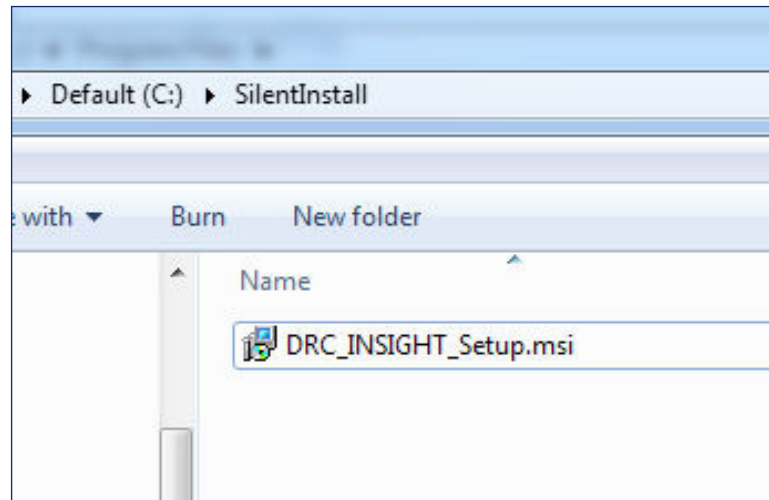 Default (C:) SilentInstall
with Burn New folder
Name
DRC_INSIGHT_Setup.msi